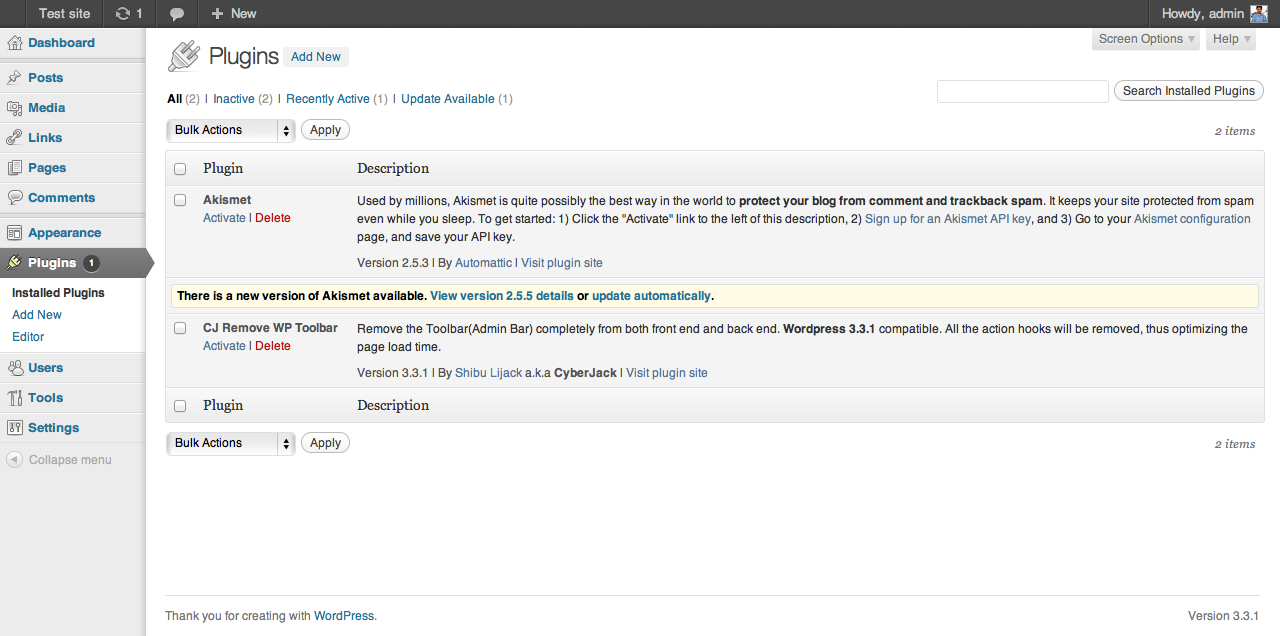 Test site 1 + New Howdy, admin
Dashboard
Posts
Media
Links
Pages
Comments
Appearance
Plugins 1
Installed Plugins
Add New
Editor
Users
Tools
Settings
Collapse menu
Screen Options Help
Plugins Add New
All (2) | Inactive (2) | Recently Active (1) | Update Available (1)
Search Installed Plugins
Bulk Actions Apply 2 items
Plugin Description
Akismet
Activate | Delete
Used by millions, Akismet is quite possibly the best way in the world to protect your blog from comment and trackback spam. It keeps your site protected from spam
even while you sleep. To get started: 1) Click the "Activate" link to the left of this description, 2) Sign up for an Akismet API key, and 3) Go to your Akismet configuration
page, and save your API key.
Version 2.5.3 | By Automattic | Visit plugin site
There is a new version of Akismet available. View version 2.5.5 details or update automatically.
CJ Remove WP Toolbar
Activate | Delete
Remove the Toolbar(Admin Bar) completely from both front end and back end. Wordpress 3.3.1 compatible. All the action hooks will be removed, thus optimizing the
page load time.
Version 3.3.1 | By Shibu Lijack a.k.a CyberJack | Visit plugin site
Plugin Description
Bulk Actions Apply 2 items
Thank you for creating with WordPress. Version 3.3.1